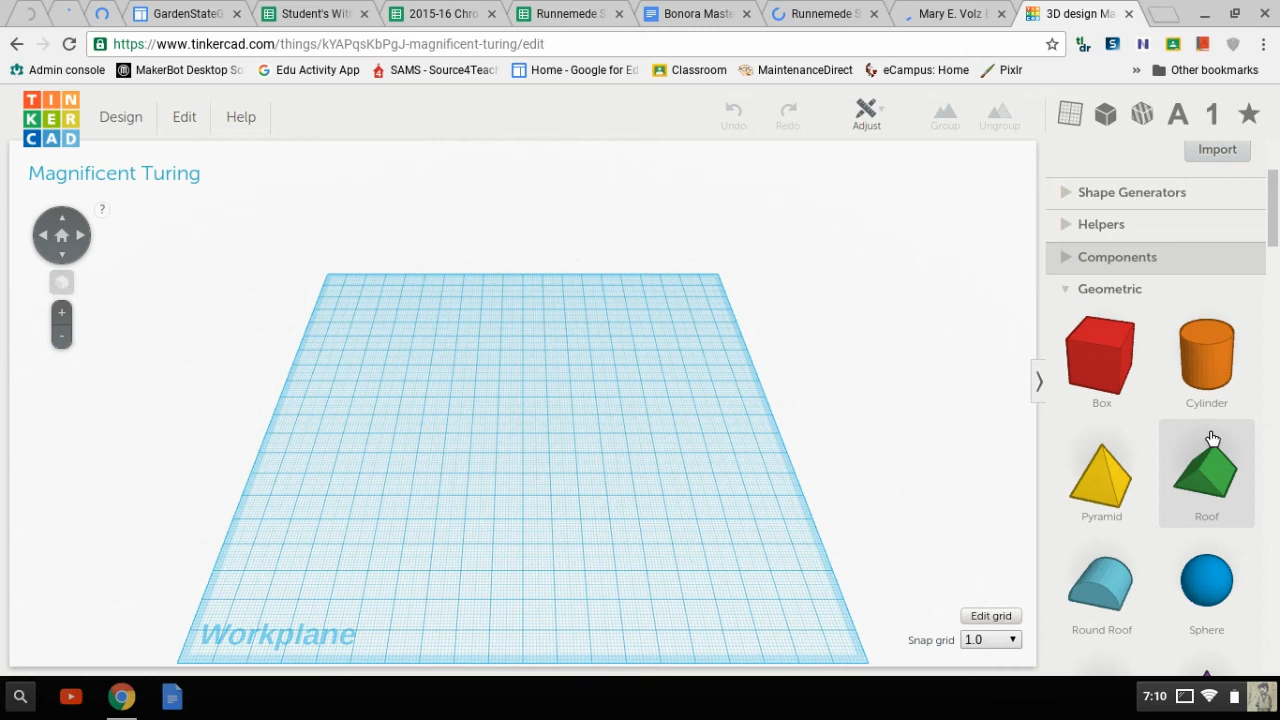 GardenStateG
Student's Wit
2015-16 Chro
Runnemede S
Bonora Maste
Runnemede S
Mary E. Volz E
3D design Ma
https://www.tinkercad.com/things/kYAPqsKbPgJ-magnificent-turing/edit
tl;dr
S
N
Admin console
MakerBot Desktop So
Edu Activity App
SAMS - Source4Teac
Home - Google for Ed
Classroom
MaintenanceDirect
eCampus: Home
Pixlr
»
Other bookmarks
TIN
KER
CAD
Design
Edit
Help
Undo
Redo
Adjust
Group
Ungroup
A
1
Magnificent Turing
?
+
-
Import
Shape Generators
Helpers
Components
Geometric
Box
Cylinder
Pyramid
Roof
Round Roof
Sphere
Workplane
Edit grid
Snap grid
1.0
7:10